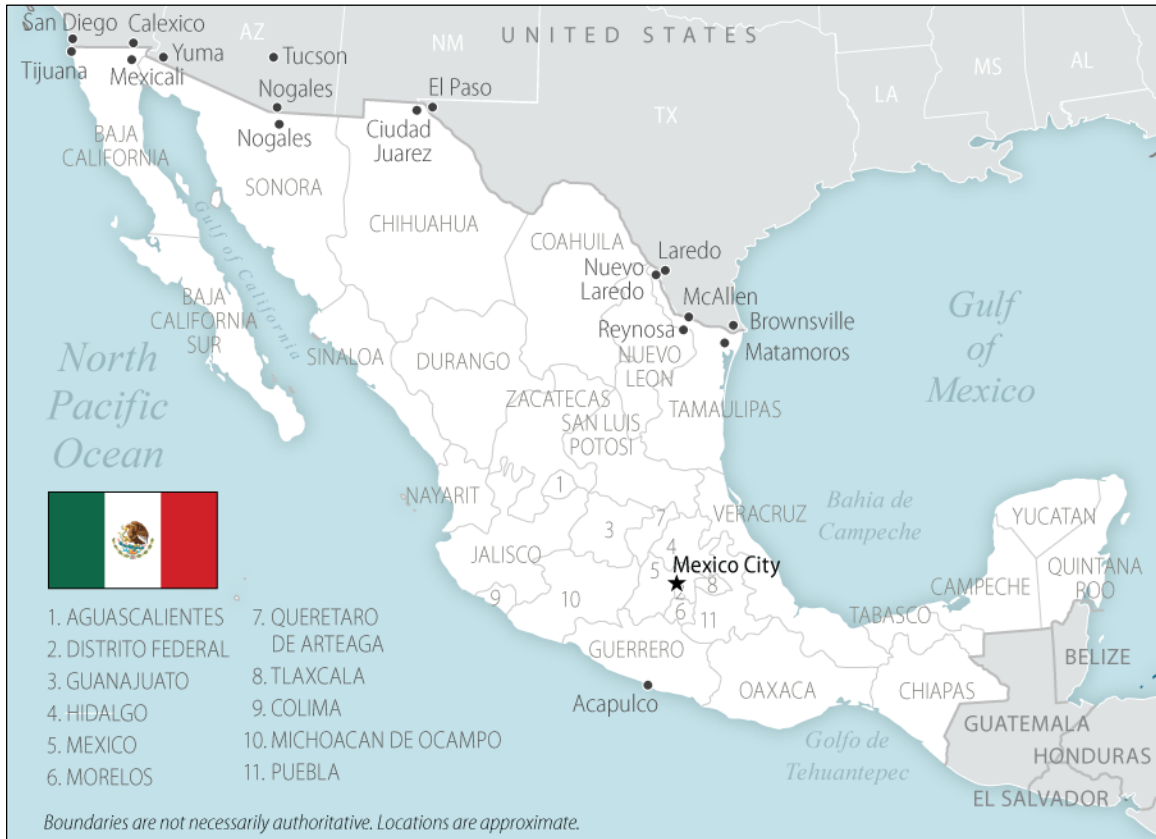 San Diego
Calexico
AZ
NM
UNITED STATES
MS
AL
Tijuana
Mexicali
Yuma
Tucson
LA
Nogales
El Paso
TX
Nogales
Ciudad
Juarez
BAJA
CALIFORNIA
SONORA
CHIHUAHUA
Gulf of California
COAHUILA
Laredo
Nuevo
Laredo
McAllen
Brownsville
Reynosa
Matamoros
NUEVO
LEON
BAJA
CALIFORNIA
SUR
SINALOA
DURANGO
Gulf
of
Mexico
North
Pacific
Ocean
ZACATECAS
SAN LUIS
POTOSI
TAMAULIPAS
NAYARIT
1
3
7
VERACRUZ
Bahia de
Campeche
YUCATAN
JALISCO
4
5
Mexico City
8
2
6
11
9
10
CAMPECHE
QUINTANA
ROO
TABASCO
GUERRERO
BELIZE
Acapulco
OAXACA
CHIAPAS
GUATEMALA
Golfo de
Tehuantepec
HONDURAS
EL SALVADOR
1. AGUASCALIENTES
2. DISTRITO FEDERAL
3. GUANAJUATO
4. HIDALGO
5. MEXICO
6. MORELOS
7. QUERETARO
DE ARTEAGA
8. TLAXCALA
9. COLIMA
10. MICHOACAN DE OCAMPO
11. PUEBLA
Boundaries are not necessarily authoritative. Locations are approximate.